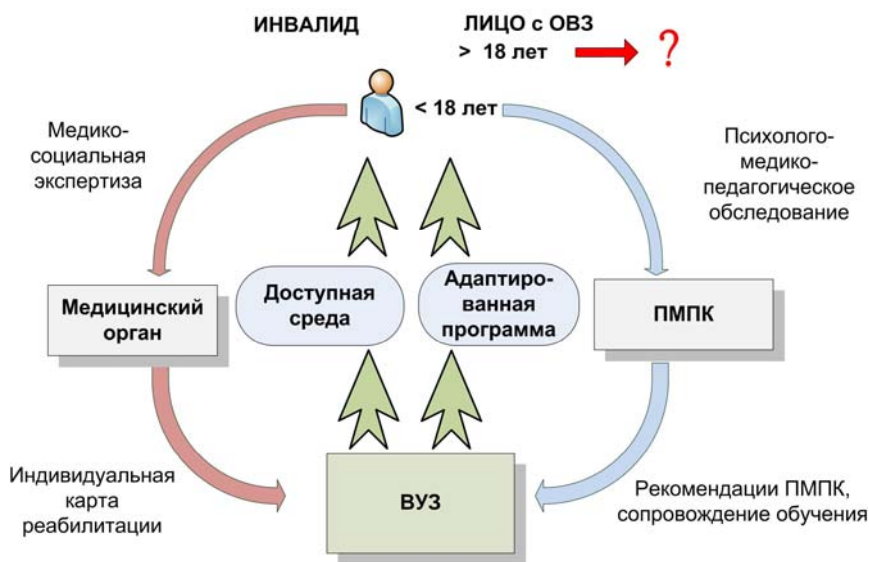 ИНВАЛИД
ЛИЦО с ОВЗ
> 18 лет
?
< 18 лет
Медико-
социальная
экспертиза
Психолого-
медико-
педагогическое
обследование
Медицинский
орган
Доступная
среда
Адаптиро-
ванная
программа
ПМПК
Индивидуальная
карта
реабилитации
ВУЗ
Рекомендации ПМПК,
сопровождение обучения